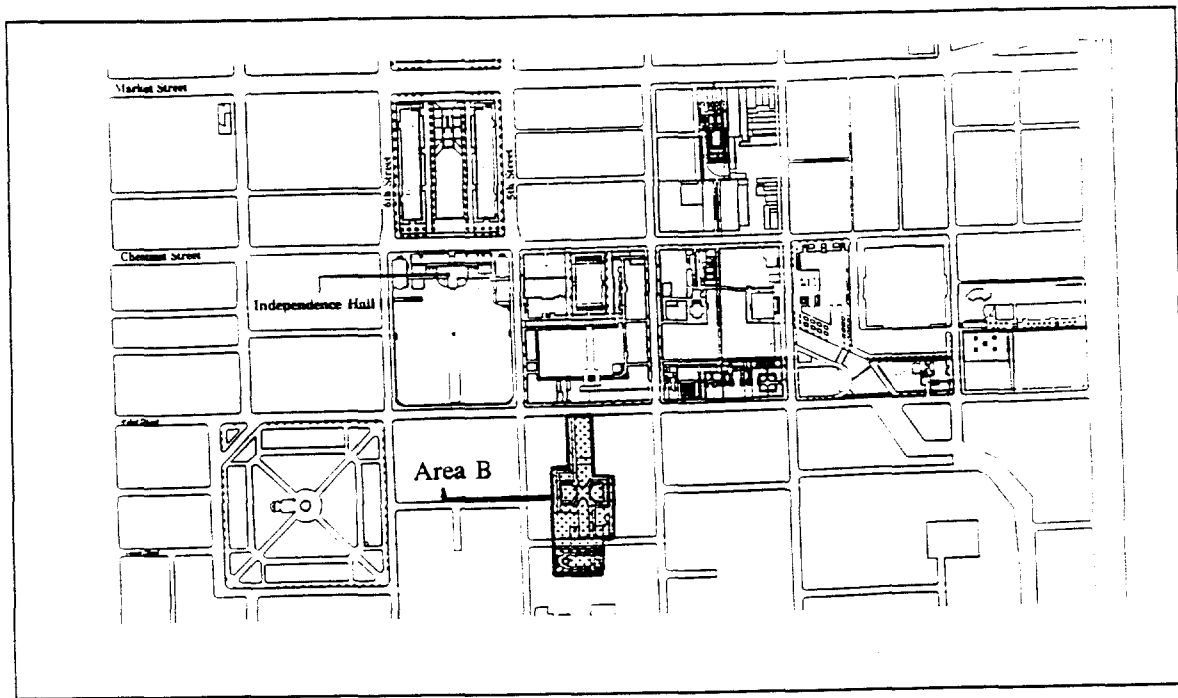 Market Street
6th Street
5th Street
Chestnut Street
Independence Hall
Area B